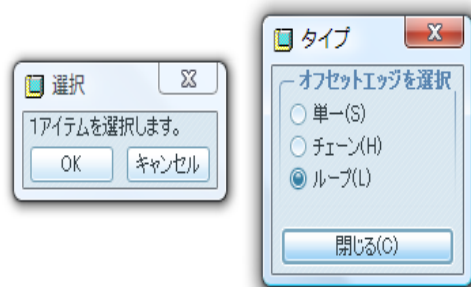 選択
1アイテムを選択します。
OK
キャンセル
タイプ
オフセットエッジを選択
単一(S)
チェーン(H)
ループ(L)
閉じる(C)